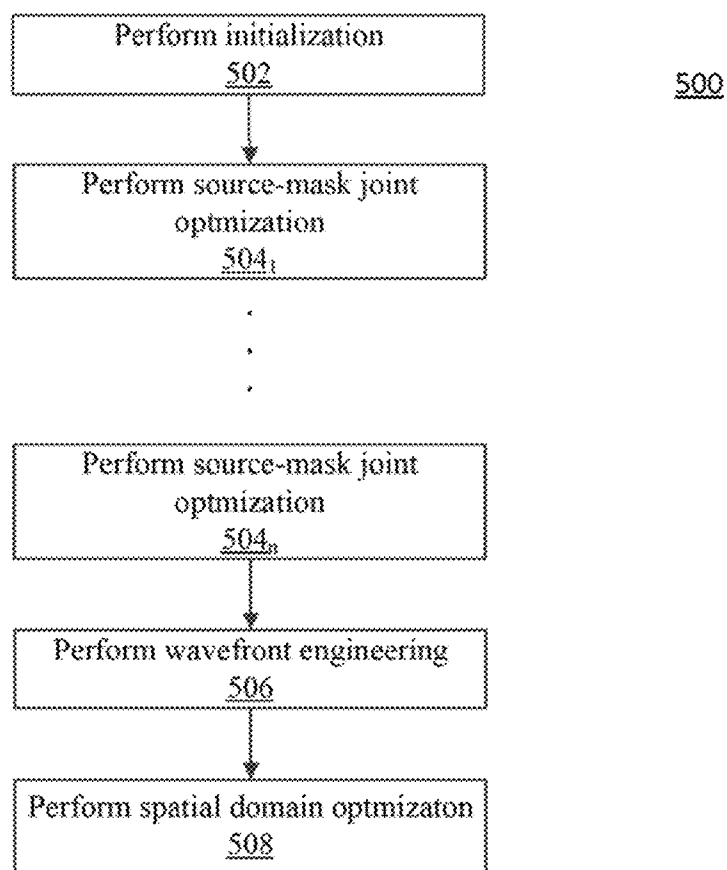 Perform initialization
502
500
Perform source-mask joint
optmization
504₁
Perform source-mask joint
optmization
504ₙ
Perform wavefront engineering
506
Perform spatial domain optmizaton
508